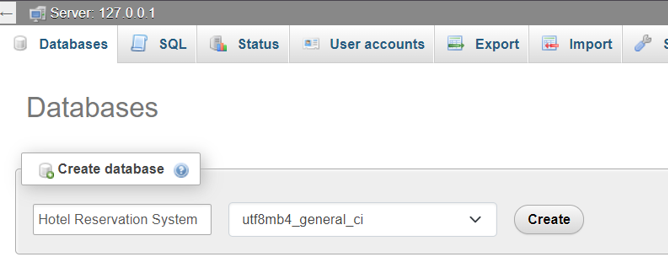 Server: 127.0.0.1
Databases SQL Status User accounts Export Import
Databases
Create database
Hotel Reservation System utf8mb4_general_ci Create